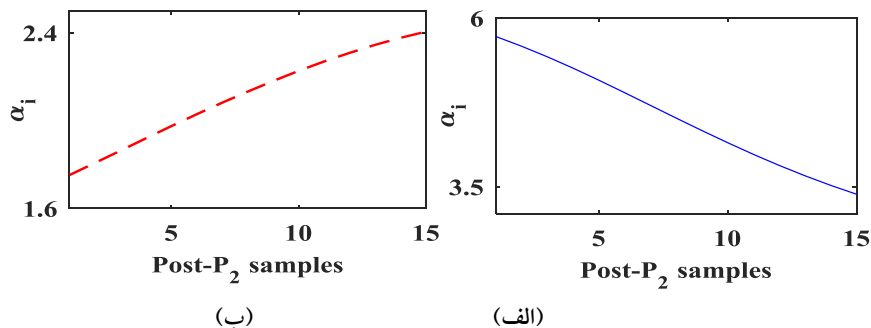 2.4
α_i
1.6
5
10
15
Post-P_2 samples
(ب)
6
α_i
3.5
5
10
15
Post-P_2 samples
(الف)